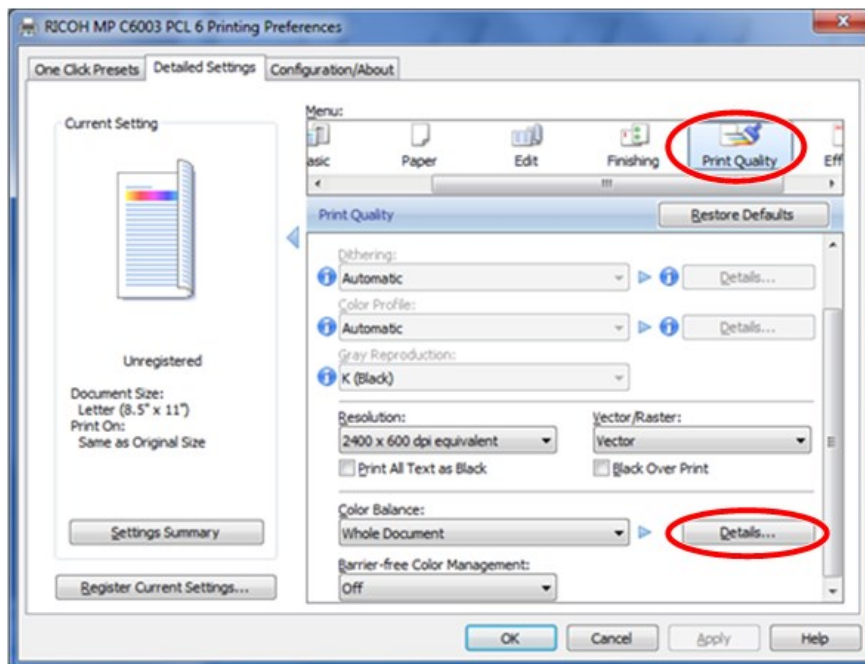 RICOH MP C6003 PCL 6 Printing Preferences
One Click Presets Detailed Settings Configuration/About
Current Setting
Unregistered
Document Size:
Letter (8.5" x 11")
Print On:
Same as Original Size
Settings Summary
Register Current Settings...
Menu:
asic Paper Edit Finishing Print Quality Eff
Print Quality Restore Defaults
Dithering:
Automatic Details...
Color Profile:
Automatic Details...
Gray Reproduction:
K (Black)
Resolution: Vector/Raster:
2400 x 600 dpi equivalent Vector
Print All Text as Black Black Over Print
Color Balance:
Whole Document Details...
Barrier-free Color Management:
Off
OK Cancel Apply Help